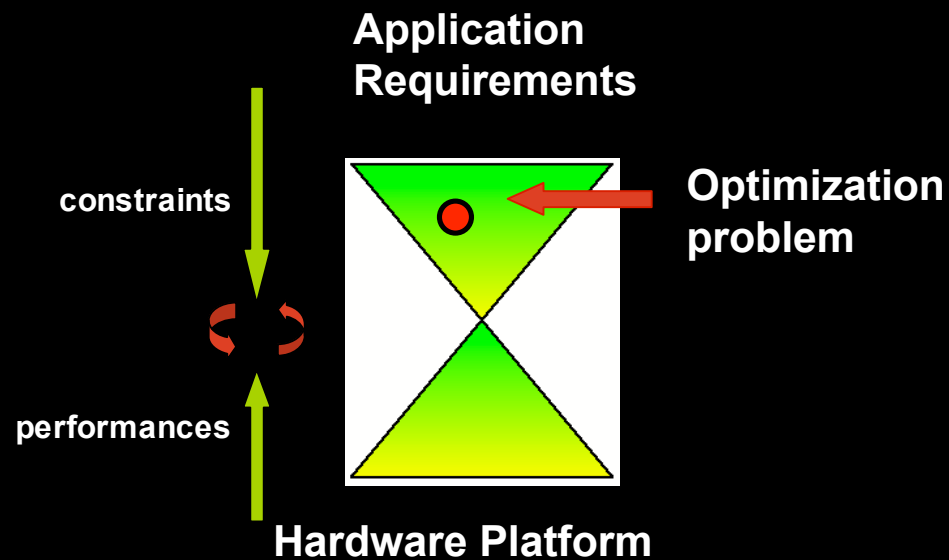 Application
Requirements
constraints
Optimization
problem
performances
Hardware Platform